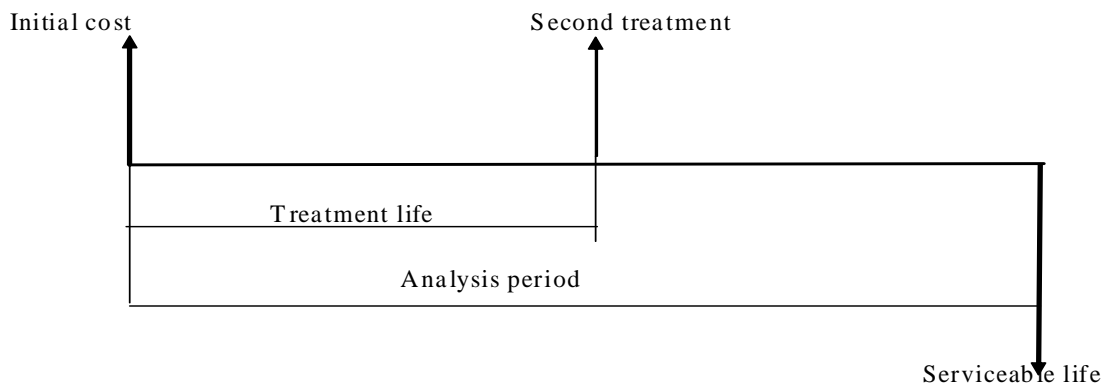 Initial cost
Second treatment
Treatment life
Analysis period
Serviceable life